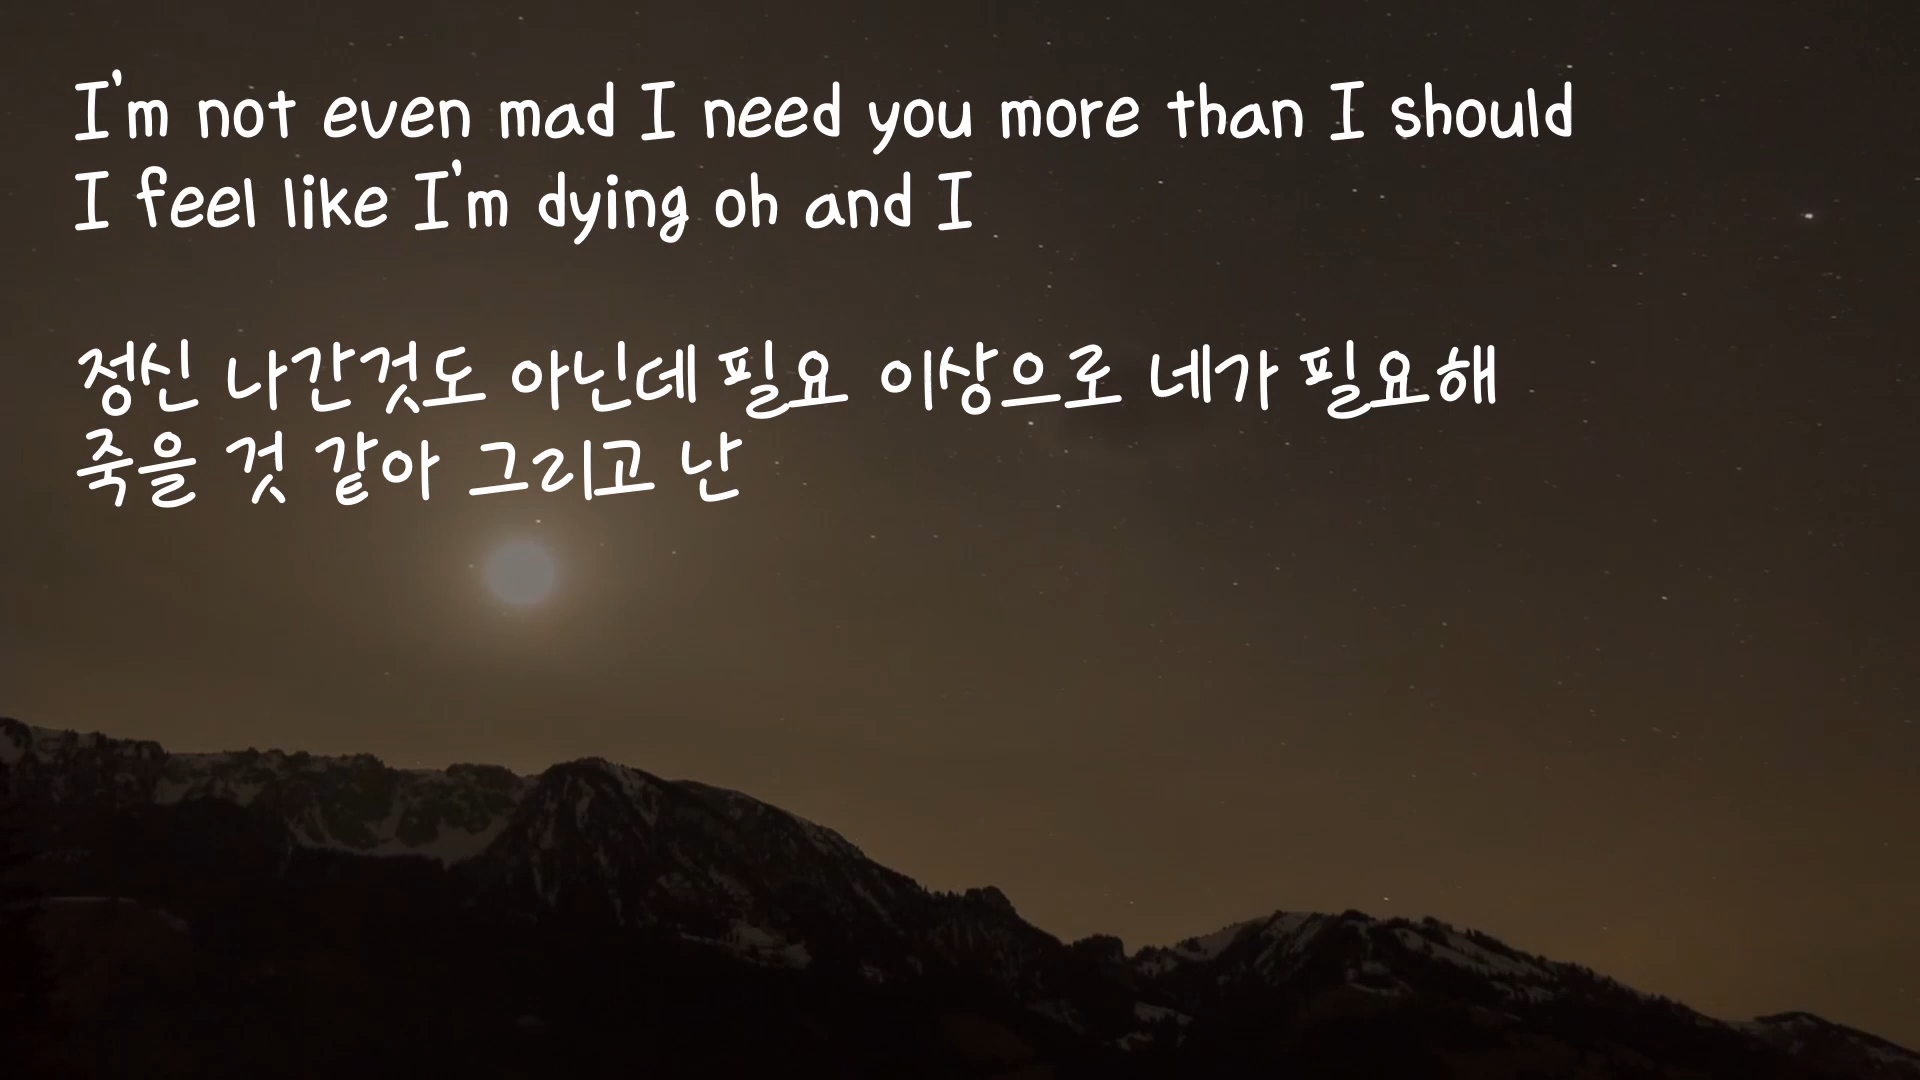 I'm not even mad I need you more than I should
I feel like I'm dying oh and I
정신 나간것도 아닌데 필요 이상으로 네가 필요해
죽을 것 같아 그리고 난